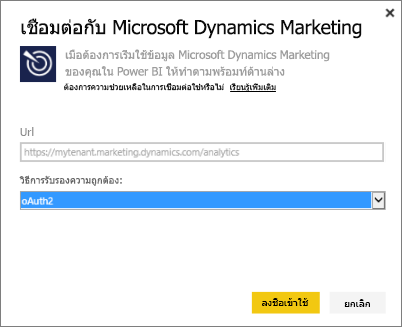 เชื่อมต่อกับ Microsoft Dynamics Marketing
เมื่อต้องการเริ่มใช้ข้อมูล Microsoft Dynamics Marketing
ของคุณใน Power BI ให้ทำตามพร้อมท์ด้านล่าง
ต้องการความช่วยเหลือในการเชื่อมต่อใช่หรือไม่ เรียนรู้เพิ่มเติม
Url
https://mytenant.marketing.dynamics.com/analytics
วิธีการรับรองความถูกต้อง:
oAuth2
ลงชื่อเข้าใช้ ยกเลิก